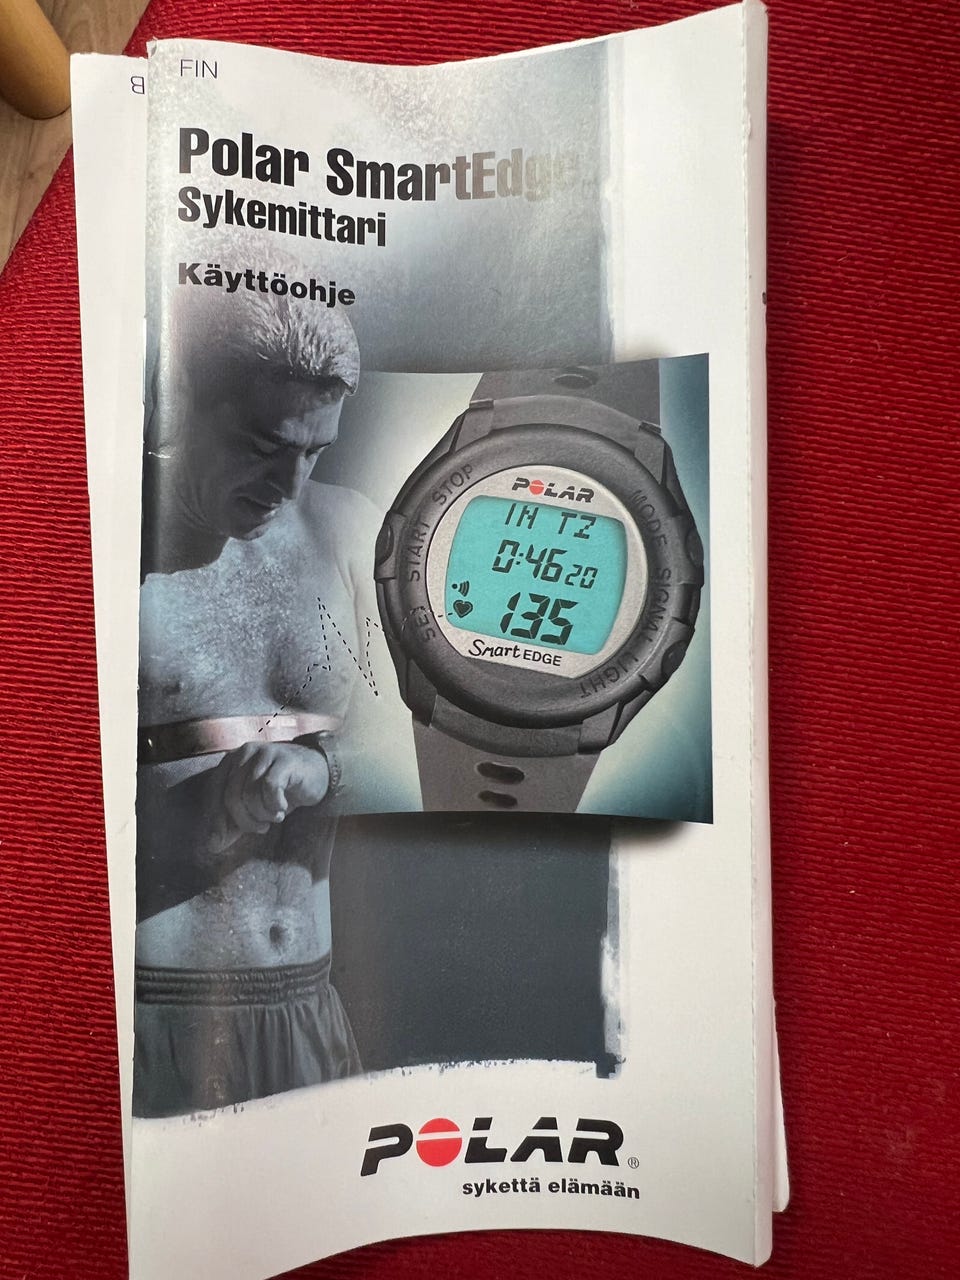 FIN
B
Polar SmartEdge
Sykemittari
Käyttöohje
START STOP
SET
MODE SIGNAL LIGHT
POLAR
IN TZ
0:46 20
135
Smart EDGE
POLAR®
sykettä elämään